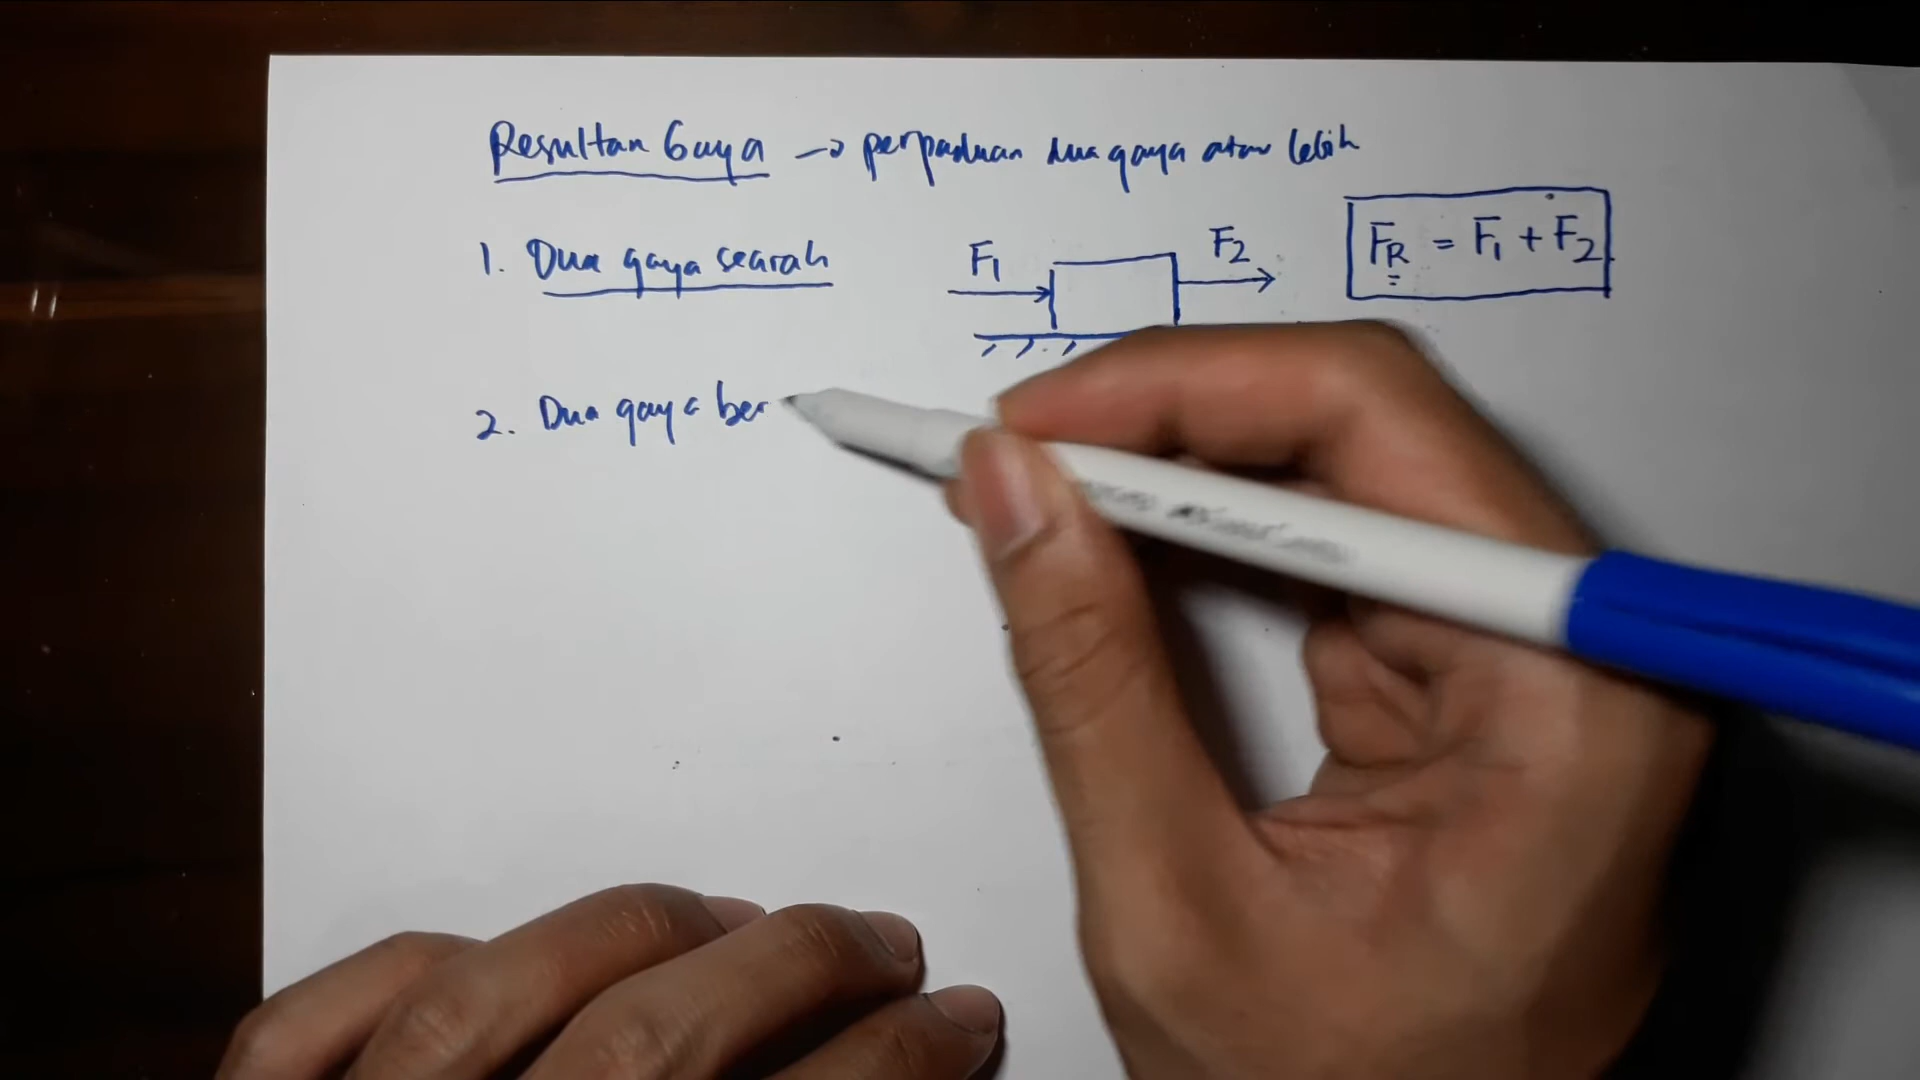 Resultan Gaya → perpaduan dua gaya atau lebih
F_R = F1 + F2
1. Dua gaya searah F1 F2
2. Dua gaya ber